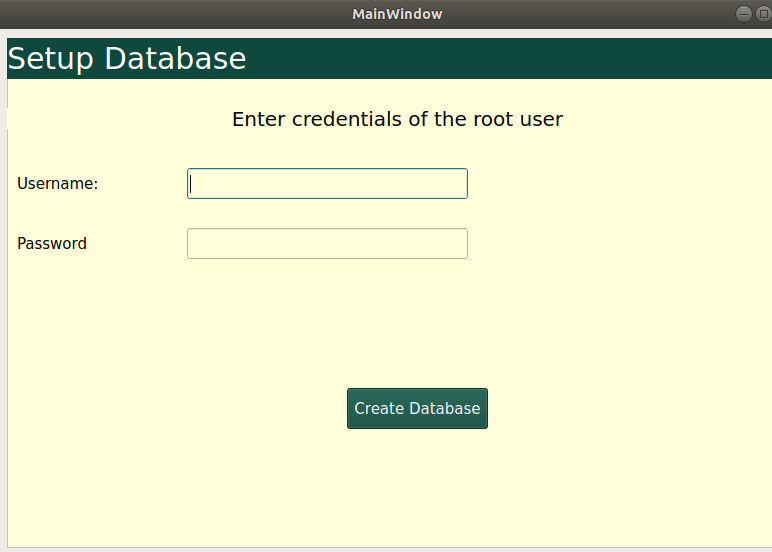 MainWindow
Setup Database
Enter credentials of the root user
Username:
Password
Create Database